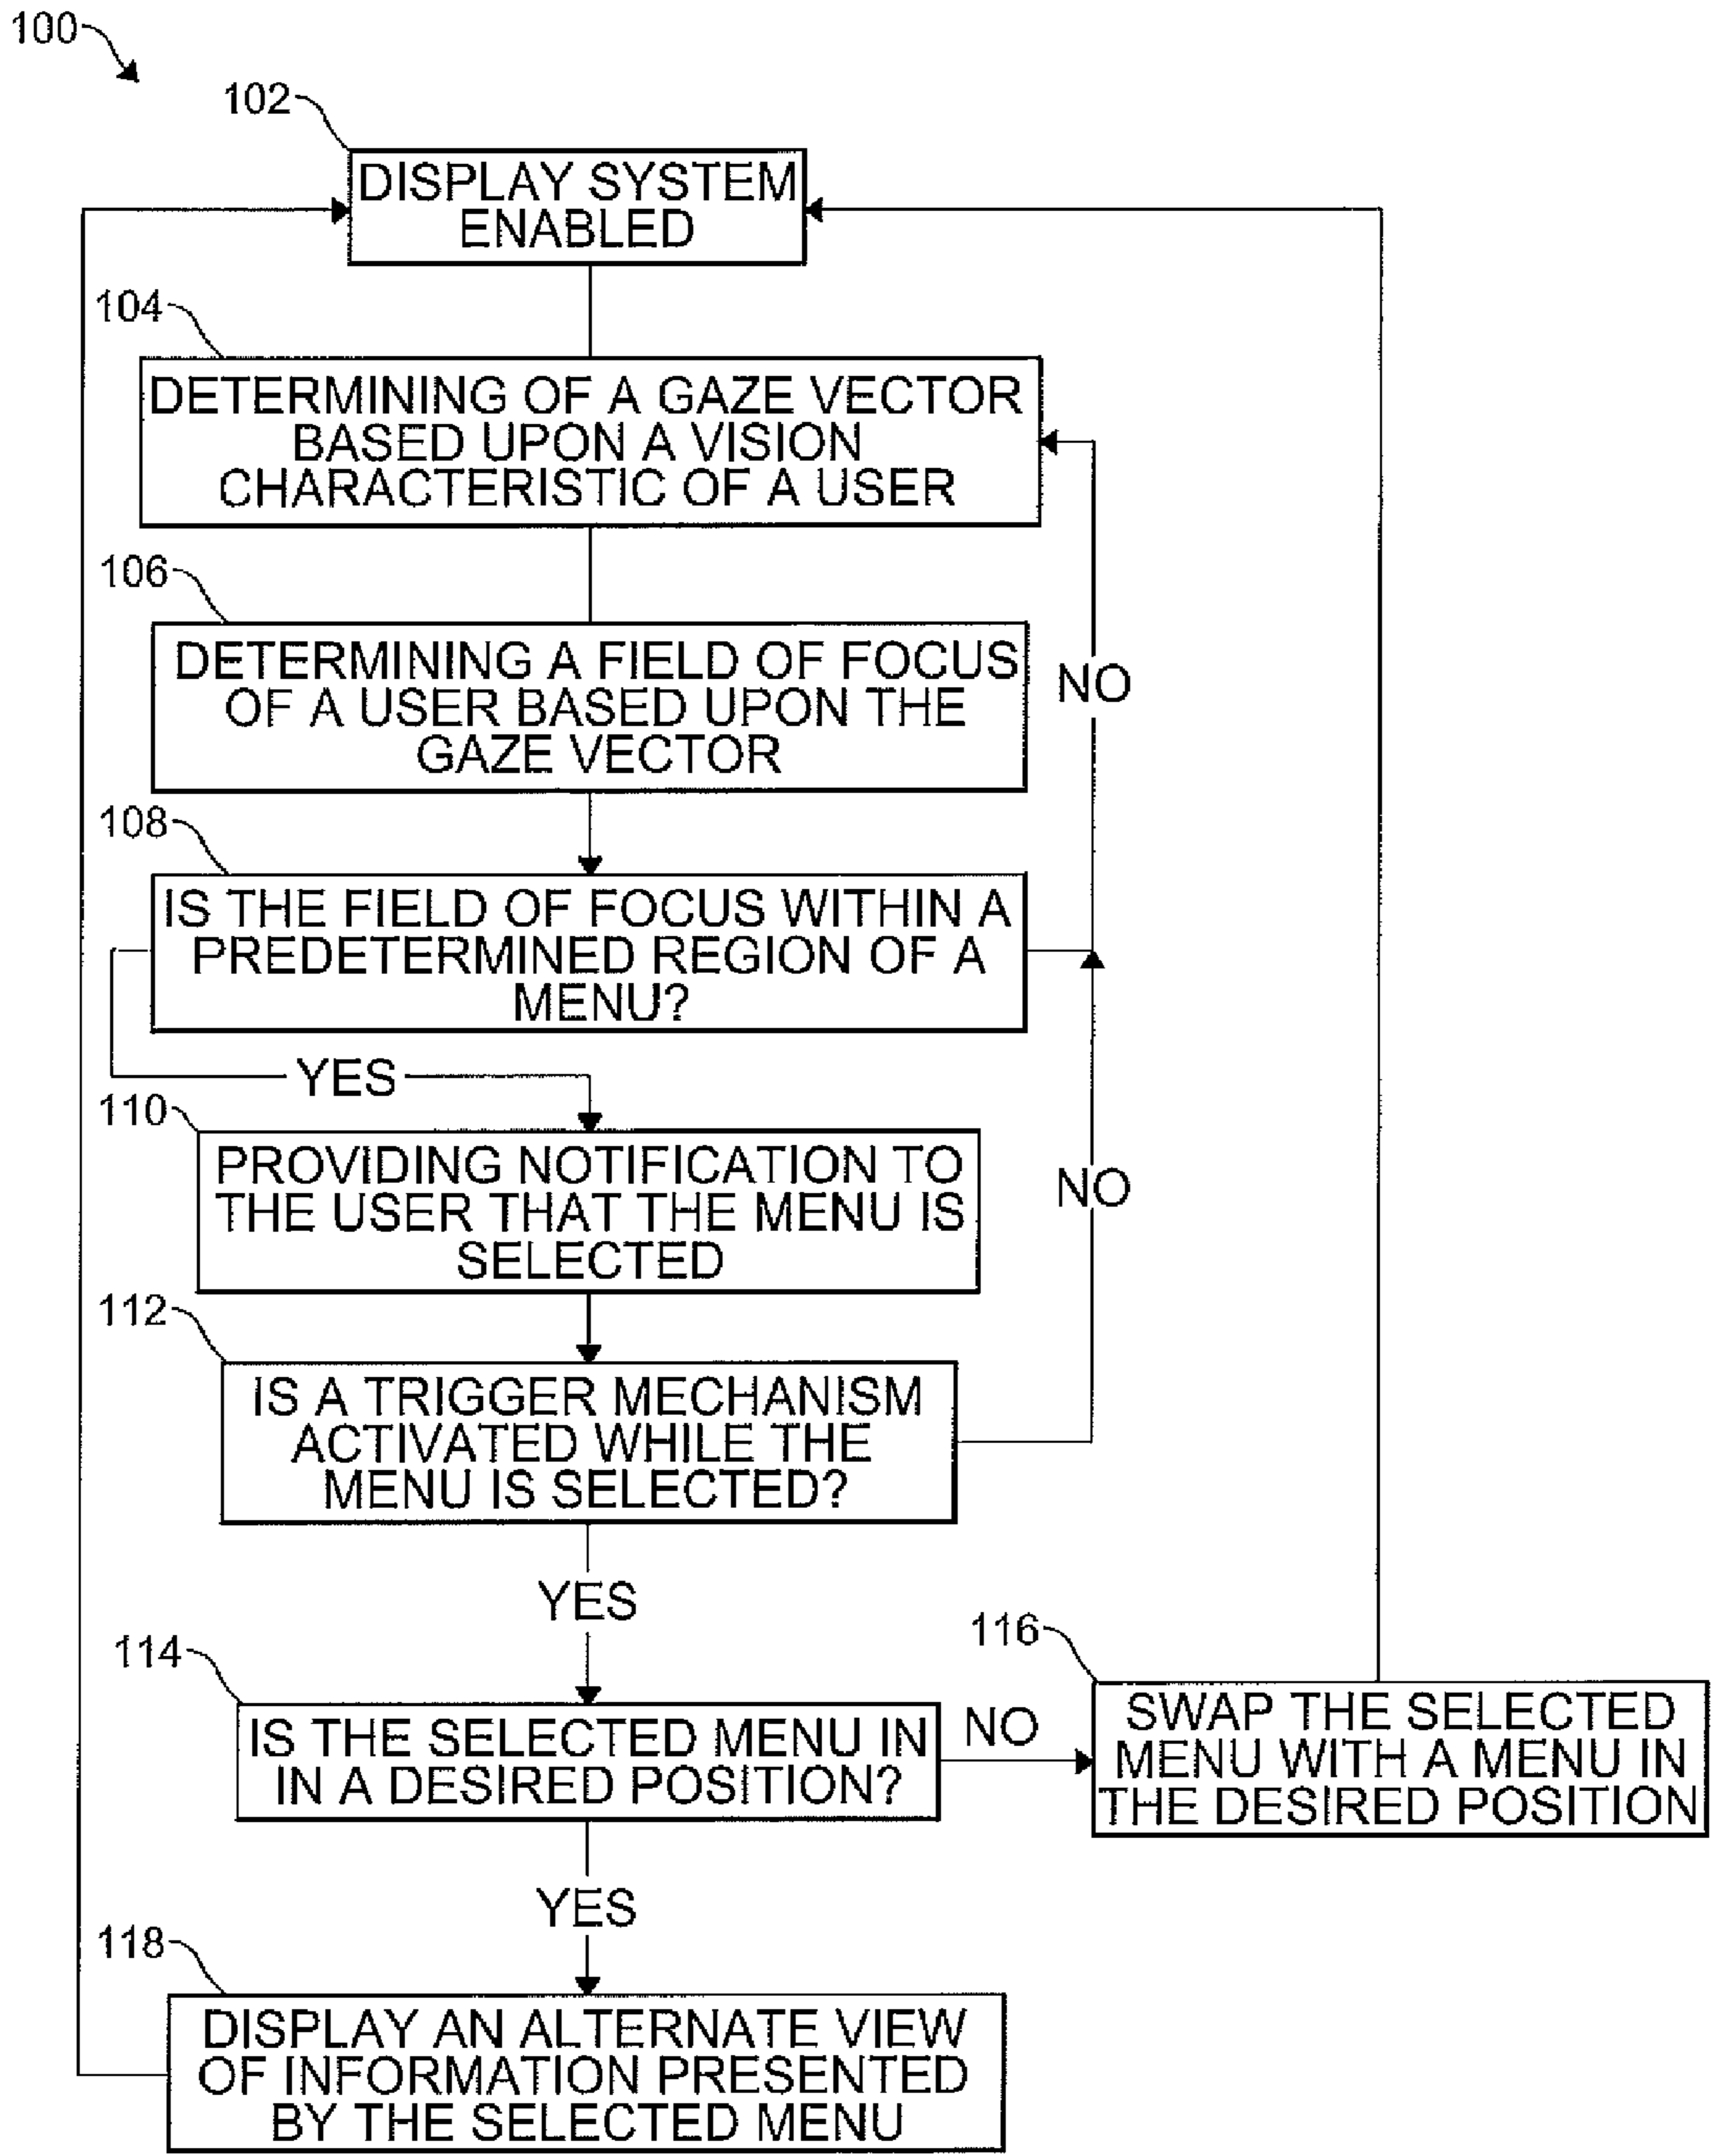 100
102
DISPLAY SYSTEM
ENABLED
104
DETERMINING OF A GAZE VECTOR
BASED UPON A VISION
CHARACTERISTIC OF A USER
106
DETERMINING A FIELD OF FOCUS
OF A USER BASED UPON THE
GAZE VECTOR
NO
108
IS THE FIELD OF FOCUS WITHIN A
PREDETERMINED REGION OF A
MENU?
YES
110
PROVIDING NOTIFICATION TO
THE USER THAT THE MENU IS
SELECTED
NO
112
IS A TRIGGER MECHANISM
ACTIVATED WHILE THE
MENU IS SELECTED?
YES
114
IS THE SELECTED MENU IN
IN A DESIRED POSITION?
NO
116
SWAP THE SELECTED
MENU WITH A MENU IN
THE DESIRED POSITION
YES
118
DISPLAY AN ALTERNATE VIEW
OF INFORMATION PRESENTED
BY THE SELECTED MENU